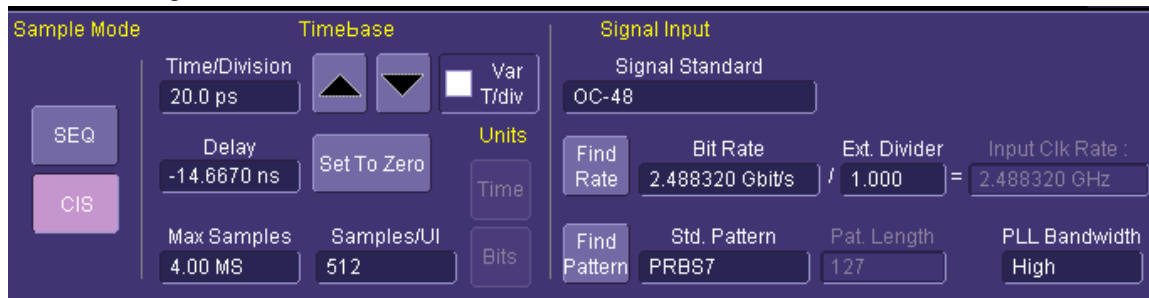 Sample Mode
SEQ
CIS
Timebase
Time/Division
20.0 ps
Var
T/div
Delay
-14.6670 ns
Set To Zero
Units
Time
Bits
Max Samples
4.00 MS
Samples/UI
512
Signal Input
Signal Standard
OC-48
Find
Rate
Bit Rate
2.488320 Gbit/s
/
Ext. Divider
1.000
=
Input Clk Rate :
2.488320 GHz
Find
Pattern
Std. Pattern
PRBS7
Pat. Length
127
PLL Bandwidth
High